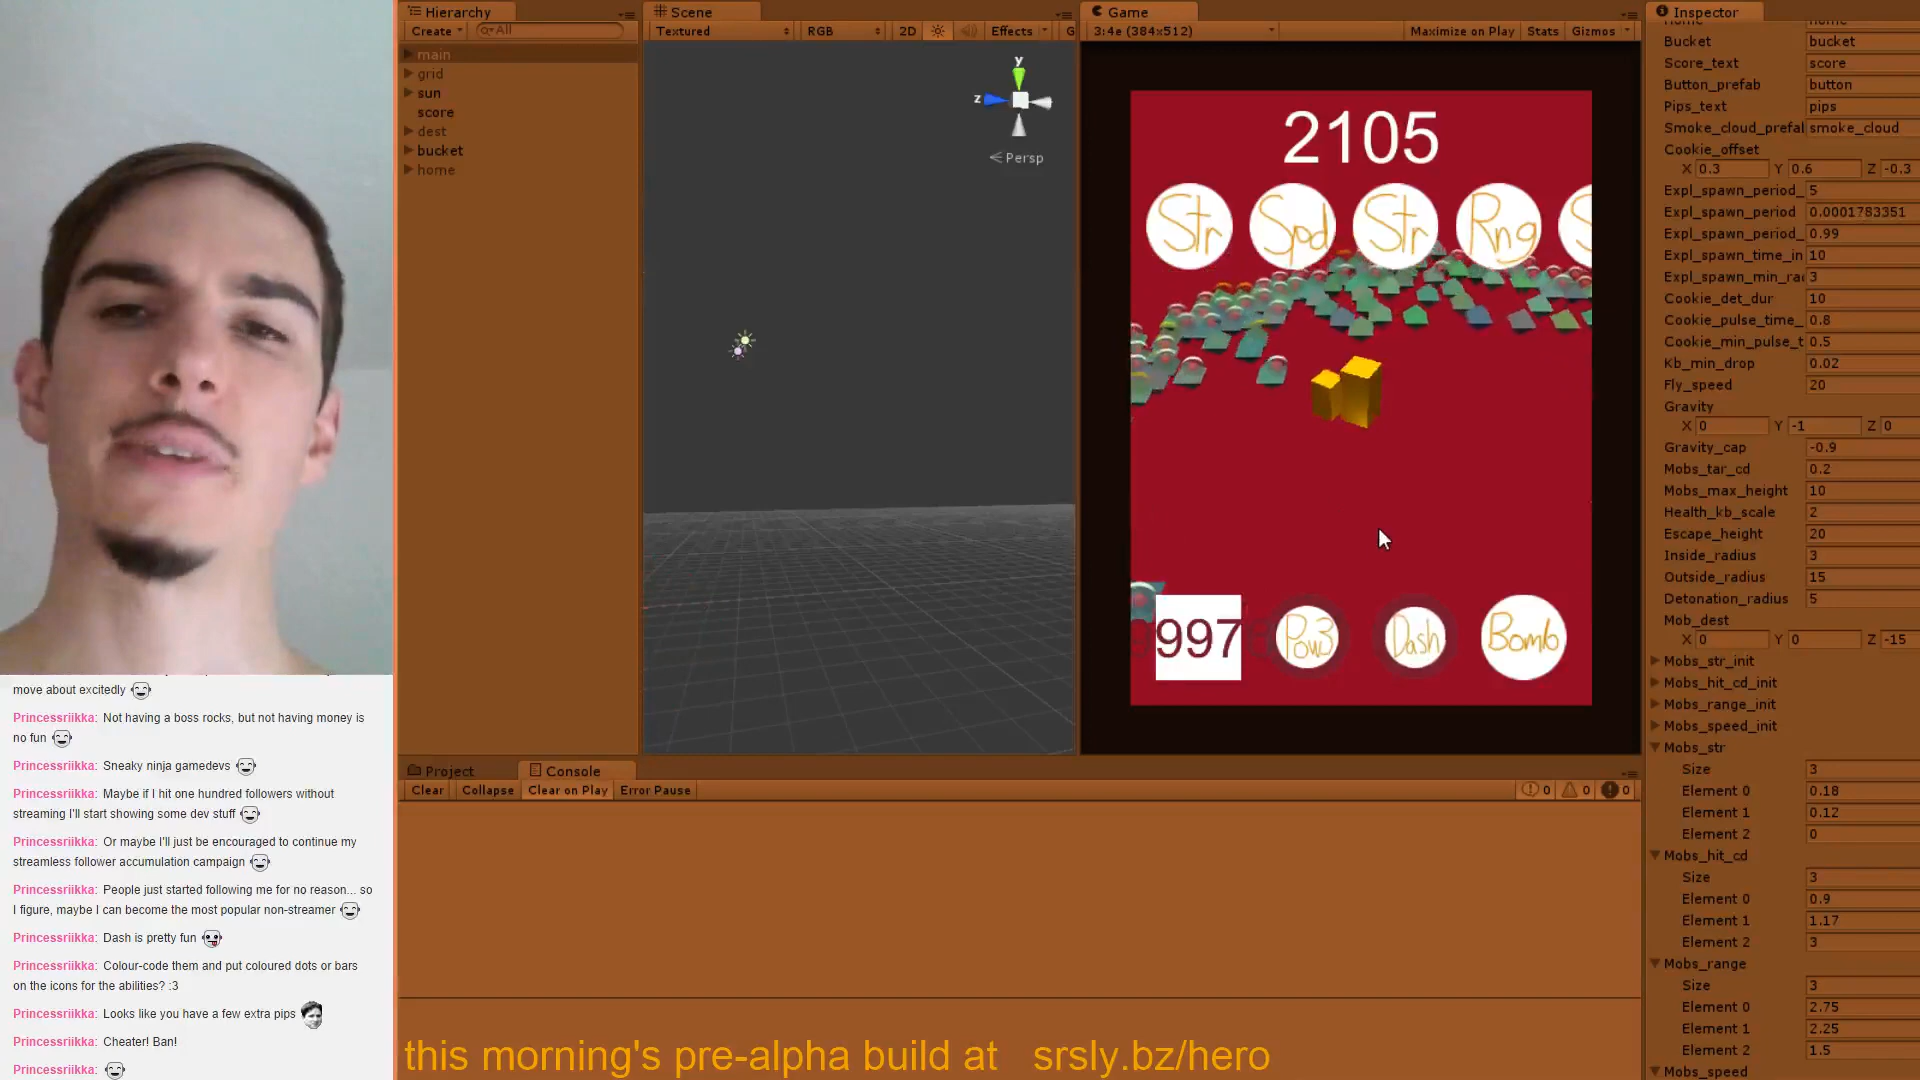 move about excitedly
Princessriikka: Not having a boss rocks, but not having money is
no fun
Princessriikka: Sneaky ninja gamedevs
Princessriikka: Maybe if I hit one hundred followers without
streaming I'll start showing some dev stuff
Princessriikka: Or maybe I'll just be encouraged to continue my
streamless follower accumulation campaign
Princessriikka: People just started following me for no reason... so
I figure, maybe I can become the most popular non-streamer
Princessriikka: Dash is pretty fun
Princessriikka: Colour-code them and put coloured dots or bars
on the icons for the abilities? :3
Princessriikka: Looks like you have a few extra pips
Princessriikka: Cheater! Ban!
Princessriikka:
Hierarchy
Create All
main
grid
sun
score
dest
bucket
home
Scene
Textured RGB 2D Effects G
y
z
Persp
Game
3:4e (384x512) Maximize on Play Stats Gizmos
2105
Str Spd Str Rng S
997 Pow3 Dash Bomb
Project Console
Clear Collapse Clear on Play Error Pause 0 0 0
this morning's pre-alpha build at srsly.bz/hero
Inspector
Bucket bucket
Score_text score
Button_prefab button
Pips_text pips
Smoke_cloud_prefal smoke_cloud
Cookie_offset
X 0.3 Y 0.6 Z -0.3
Expl_spawn_period_ 5
Expl_spawn_period 0.0001783351
Expl_spawn_period_ 0.99
Expl_spawn_time_in 10
Expl_spawn_min_rad 3
Cookie_det_dur 10
Cookie_pulse_time_ 0.8
Cookie_min_pulse_t 0.5
Kb_min_drop 0.02
Fly_speed 20
Gravity
X 0 Y -1 Z 0
Gravity_cap -0.9
Mobs_tar_cd 0.2
Mobs_max_height 10
Health_kb_scale 2
Escape_height 20
Inside_radius 3
Outside_radius 15
Detonation_radius 5
Mob_dest
X 0 Y 0 Z -15
Mobs_str_init
Mobs_hit_cd_init
Mobs_range_init
Mobs_speed_init
Mobs_str
Size 3
Element 0 0.18
Element 1 0.12
Element 2 0
Mobs_hit_cd
Size 3
Element 0 0.9
Element 1 1.17
Element 2 3
Mobs_range
Size 3
Element 0 2.75
Element 1 2.25
Element 2 1.5
Mobs_speed